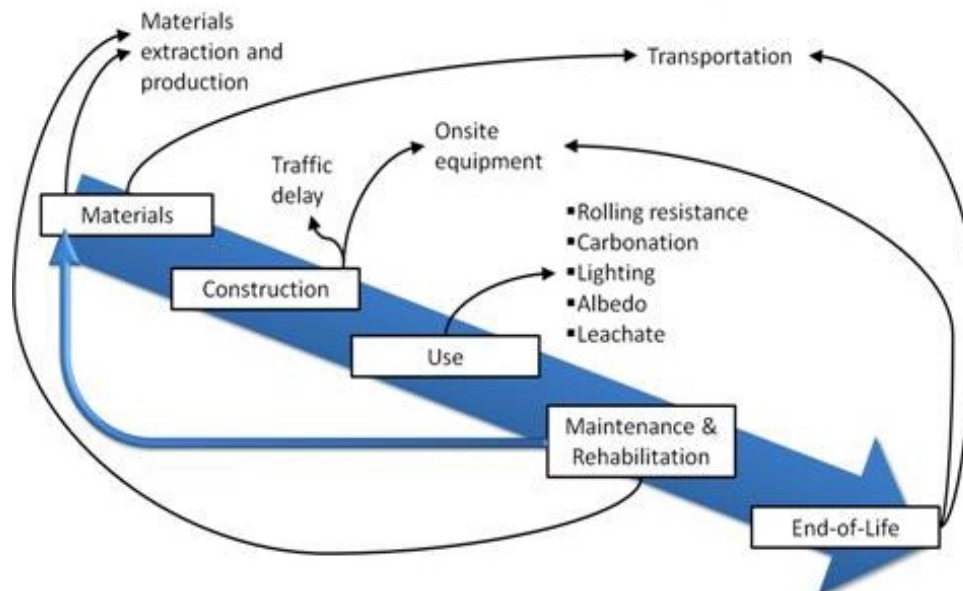 Materials
extraction and
production
Transportation
Onsite
equipment
Traffic
delay
Materials
▪Rolling resistance
▪Carbonation
▪Lighting
▪Albedo
▪Leachate
Construction
Use
Maintenance &
Rehabilitation
End-of-Life